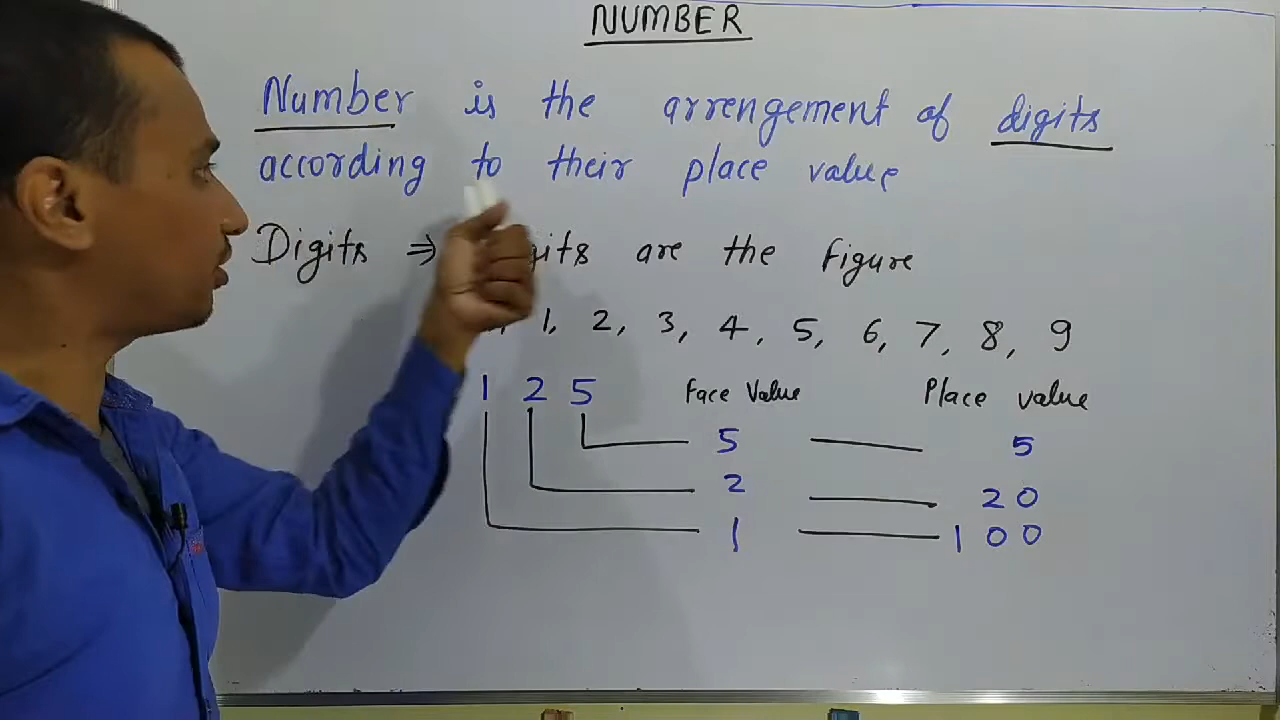 NUMBER
Number is the arrengement of digits
according to their place value
Digits ⇒ are the figure
1, 2, 3, 4, 5, 6, 7, 8, 9
1 2 5 Face Value Place value
5 5
2 20
1 100